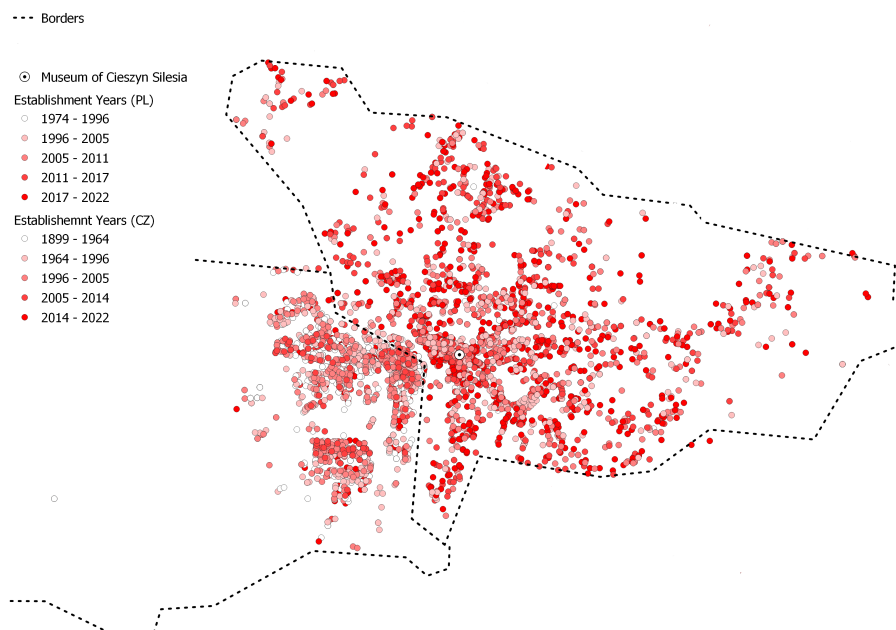 Borders
Museum of Cieszyn Silesia
Establishment Years (PL)
1974 - 1996
1996 - 2005
2005 - 2011
2011 - 2017
2017 - 2022
Establisehemnt Years (CZ)
1899 - 1964
1964 - 1996
1996 - 2005
2005 - 2014
2014 - 2022